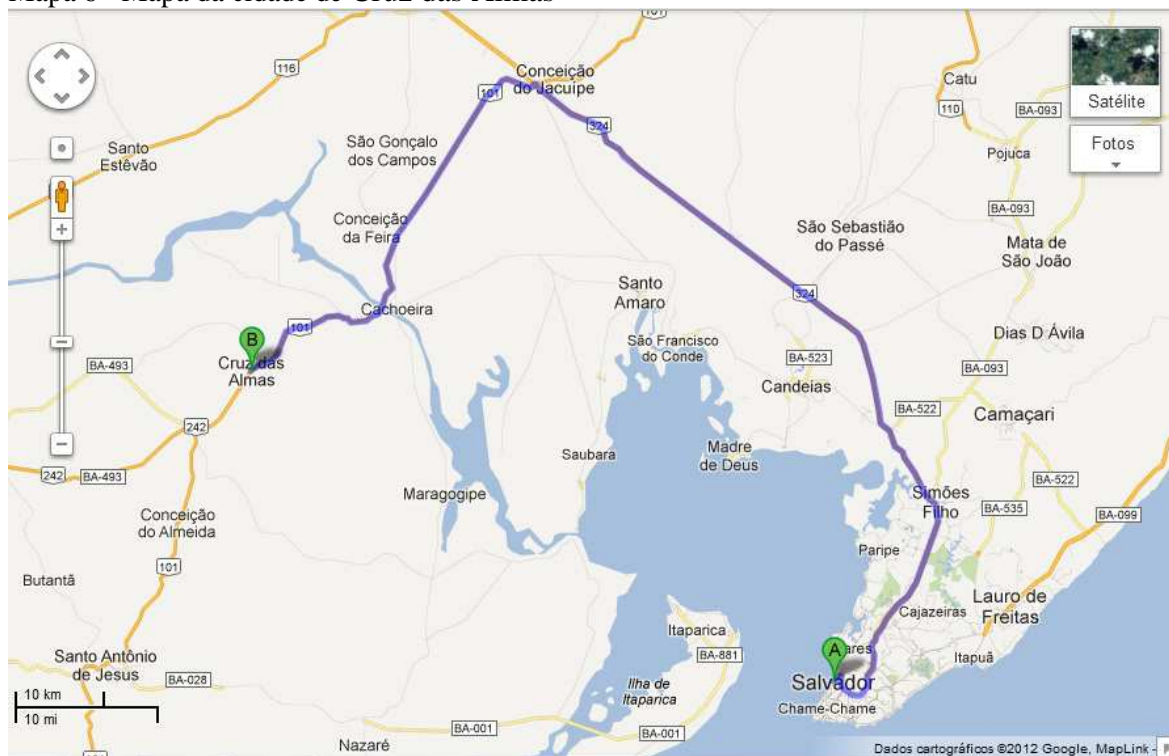 Mapa 6 - Mapa da cidade de Cruz das Almas
101
Conceição
do Jacuípe
116
101
Catu
Satélite
110
BA-093
324
Santo
Estêvão
São Gonçalo
dos Campos
Fotos
Pojuca
BA-093
Conceição
da Feira
São Sebastião
do Passé
Mata de
São João
Santo
Amaro
324
Cachoeira
101
B
São Francisco
do Conde
Dias D Ávila
BA-493
Cruz das
Almas
BA-523
BA-093
Candeias
BA-522
Camaçari
242
Madre
de Deus
Saubara
242
BA-493
BA-522
Maragogipe
Simões
Filho
BA-535
BA-099
Conceição
do Almeida
Paripe
101
Butantã
Lauro de
Freitas
Cajazeiras
Itaparica
A
ares
Itapuã
Santo Antônio
de Jesus
BA-881
BA-028
Salvador
Ilha de
Itaparica
10 km
10 mi
Chame-Chame
BA-001
BA-001
Nazaré
Dados cartográficos ©2012 Google, MapLink -